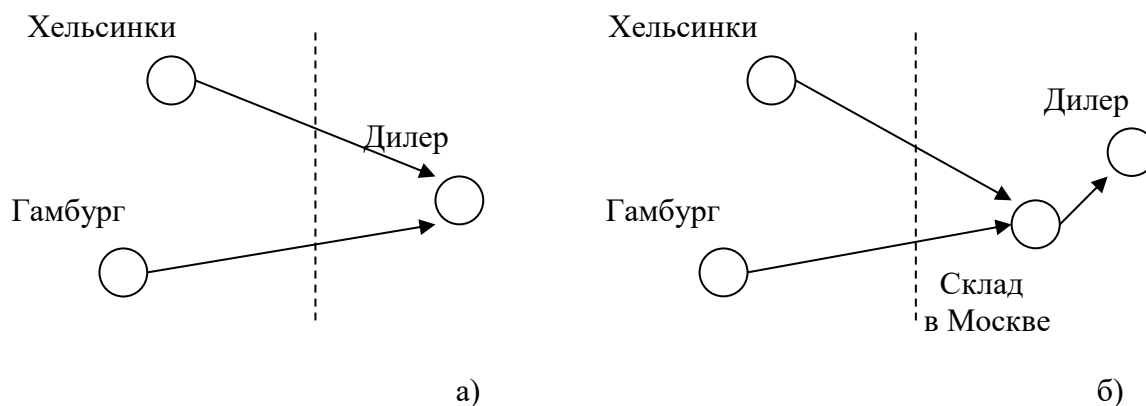 Хельсинки
Дилер
Гамбург
а)
Хельсинки
Дилер
Гамбург
Склад
в Москве
б)